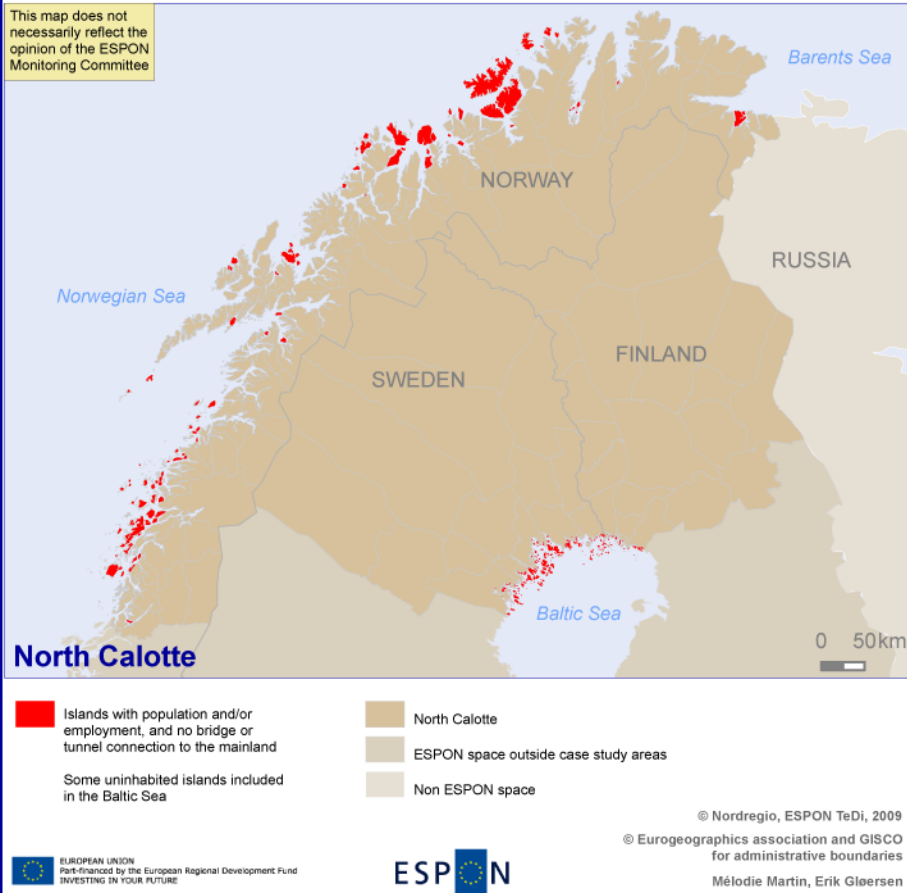 This map does not
necessarily reflect the
opinion of the ESPON
Monitoring Committee
Barents Sea
NORWAY
RUSSIA
Norwegian Sea
FINLAND
SWEDEN
Baltic Sea
0 50km
North Calotte
Islands with population and/or
employment, and no bridge or
tunnel connection to the mainland
Some uninhabited islands included
in the Baltic Sea
North Calotte
ESPON space outside case study areas
Non ESPON space
© Nordregio, ESPON TeDi, 2009
© Eurogeographics association and GISCO
for administrative boundaries
Mélodie Martin, Erik Gløersen
EUROPEAN UNION
Part-financed by the European Regional Development Fund
INVESTING IN YOUR FUTURE
ESPON